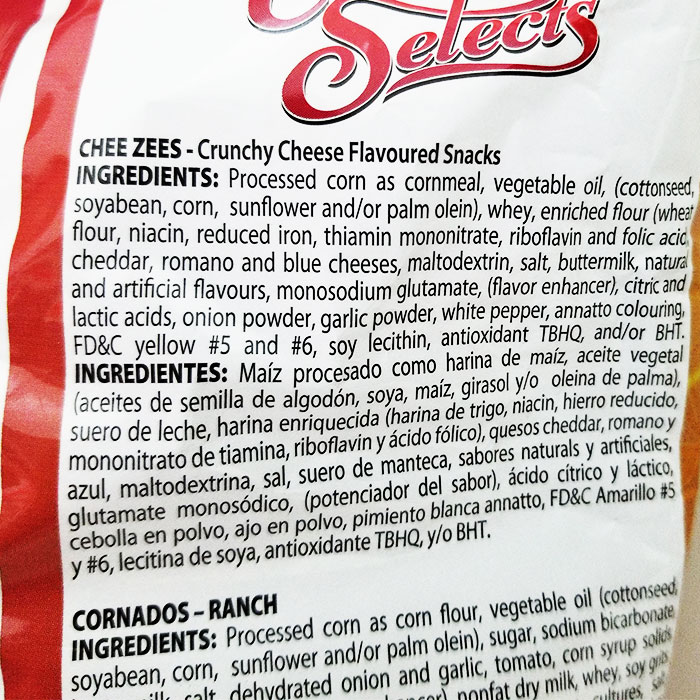 Selects
CHEE ZEES - Crunchy Cheese Flavoured Snacks
INGREDIENTS: Processed corn as cornmeal, vegetable oil, (cottonseed,
soyabean, corn, sunflower and/or palm olein), whey, enriched flour (wheat
flour, niacin, reduced iron, thiamin mononitrate, riboflavin and folic acid,
cheddar, romano and blue cheeses, maltodextrin, salt, buttermilk, natural
and artificial flavours, monosodium glutamate, (flavor enhancer), citric and
lactic acids, onion powder, garlic powder, white pepper, annatto colouring,
FD&C yellow #5 and #6, soy lecithin, antioxidant TBHQ, and/or BHT.
INGREDIENTES: Maíz procesado como harina de maíz, aceite vegetal
(aceites de semilla de algodón, soya, maíz, girasol y/o oleina de palma),
suero de leche, harina enriquecida (harina de trigo, niacin, hierro reducido,
mononitrato de tiamina, riboflavin y ácido fólico), quesos cheddar, romano y
azul, maltodextrina, sal, suero de manteca, sabores naturals y artificiales,
glutamate monosódico, (potenciador del sabor), ácido cítrico y láctico,
cebolla en polvo, ajo en polvo, pimiento blanca annatto, FD&C Amarillo #5
y #6, lecitina de soya, antioxidante TBHQ, y/o BHT.
CORNADOS – RANCH
INGREDIENTS: Processed corn as corn flour, vegetable oil (cottonseed,
soyabean, corn, sunflower and/or palm olein), sugar, sodium bicarbonate,
milk, salt, dehydrated onion and garlic, tomato, corn syrup solids,
nonfat dry milk, whey, soy grits
cultures, salt